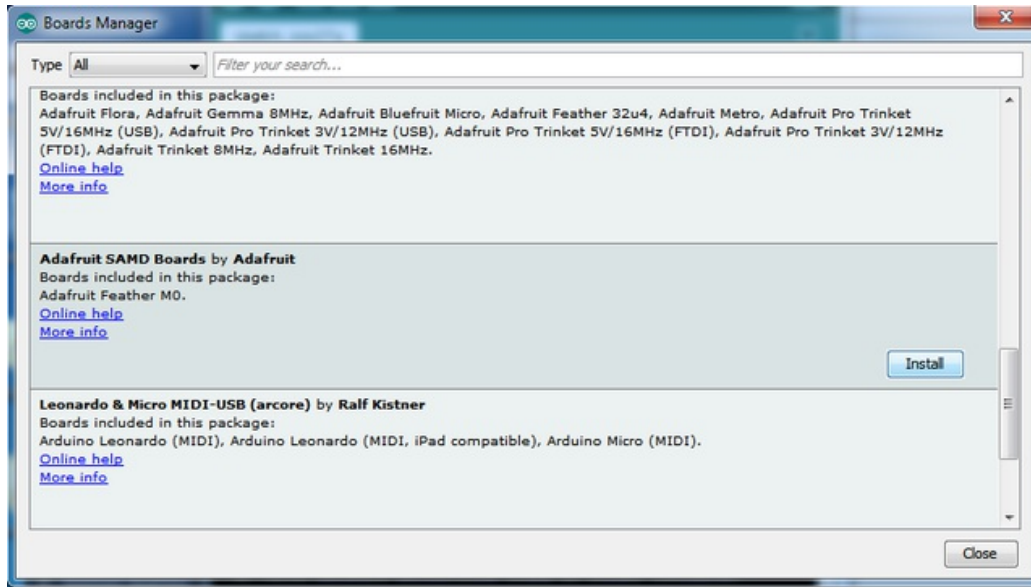 Boards Manager
Type All Filter your search...
Boards included in this package:
Adafruit Flora, Adafruit Gemma 8MHz, Adafruit Bluefruit Micro, Adafruit Feather 32u4, Adafruit Metro, Adafruit Pro Trinket
5V/16MHz (USB), Adafruit Pro Trinket 3V/12MHz (USB), Adafruit Pro Trinket 5V/16MHz (FTDI), Adafruit Pro Trinket 3V/12MHz
(FTDI), Adafruit Trinket 8MHz, Adafruit Trinket 16MHz.
Online help
More info
Adafruit SAMD Boards by Adafruit
Boards included in this package:
Adafruit Feather M0.
Online help
More info
Install
Leonardo & Micro MIDI-USB (arcore) by Ralf Kistner
Boards included in this package:
Arduino Leonardo (MIDI), Arduino Leonardo (MIDI, iPad compatible), Arduino Micro (MIDI).
Online help
More info
Close